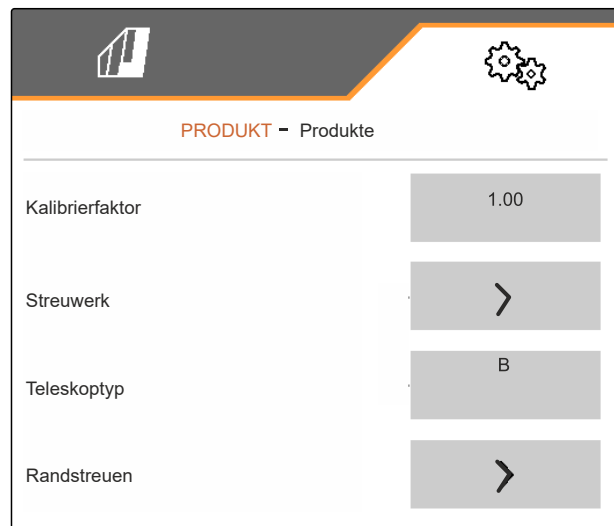 PRODUKT - Produkte
Kalibrierfaktor
1.00
Streuwerk
Teleskoptyp
B
Randstreuen